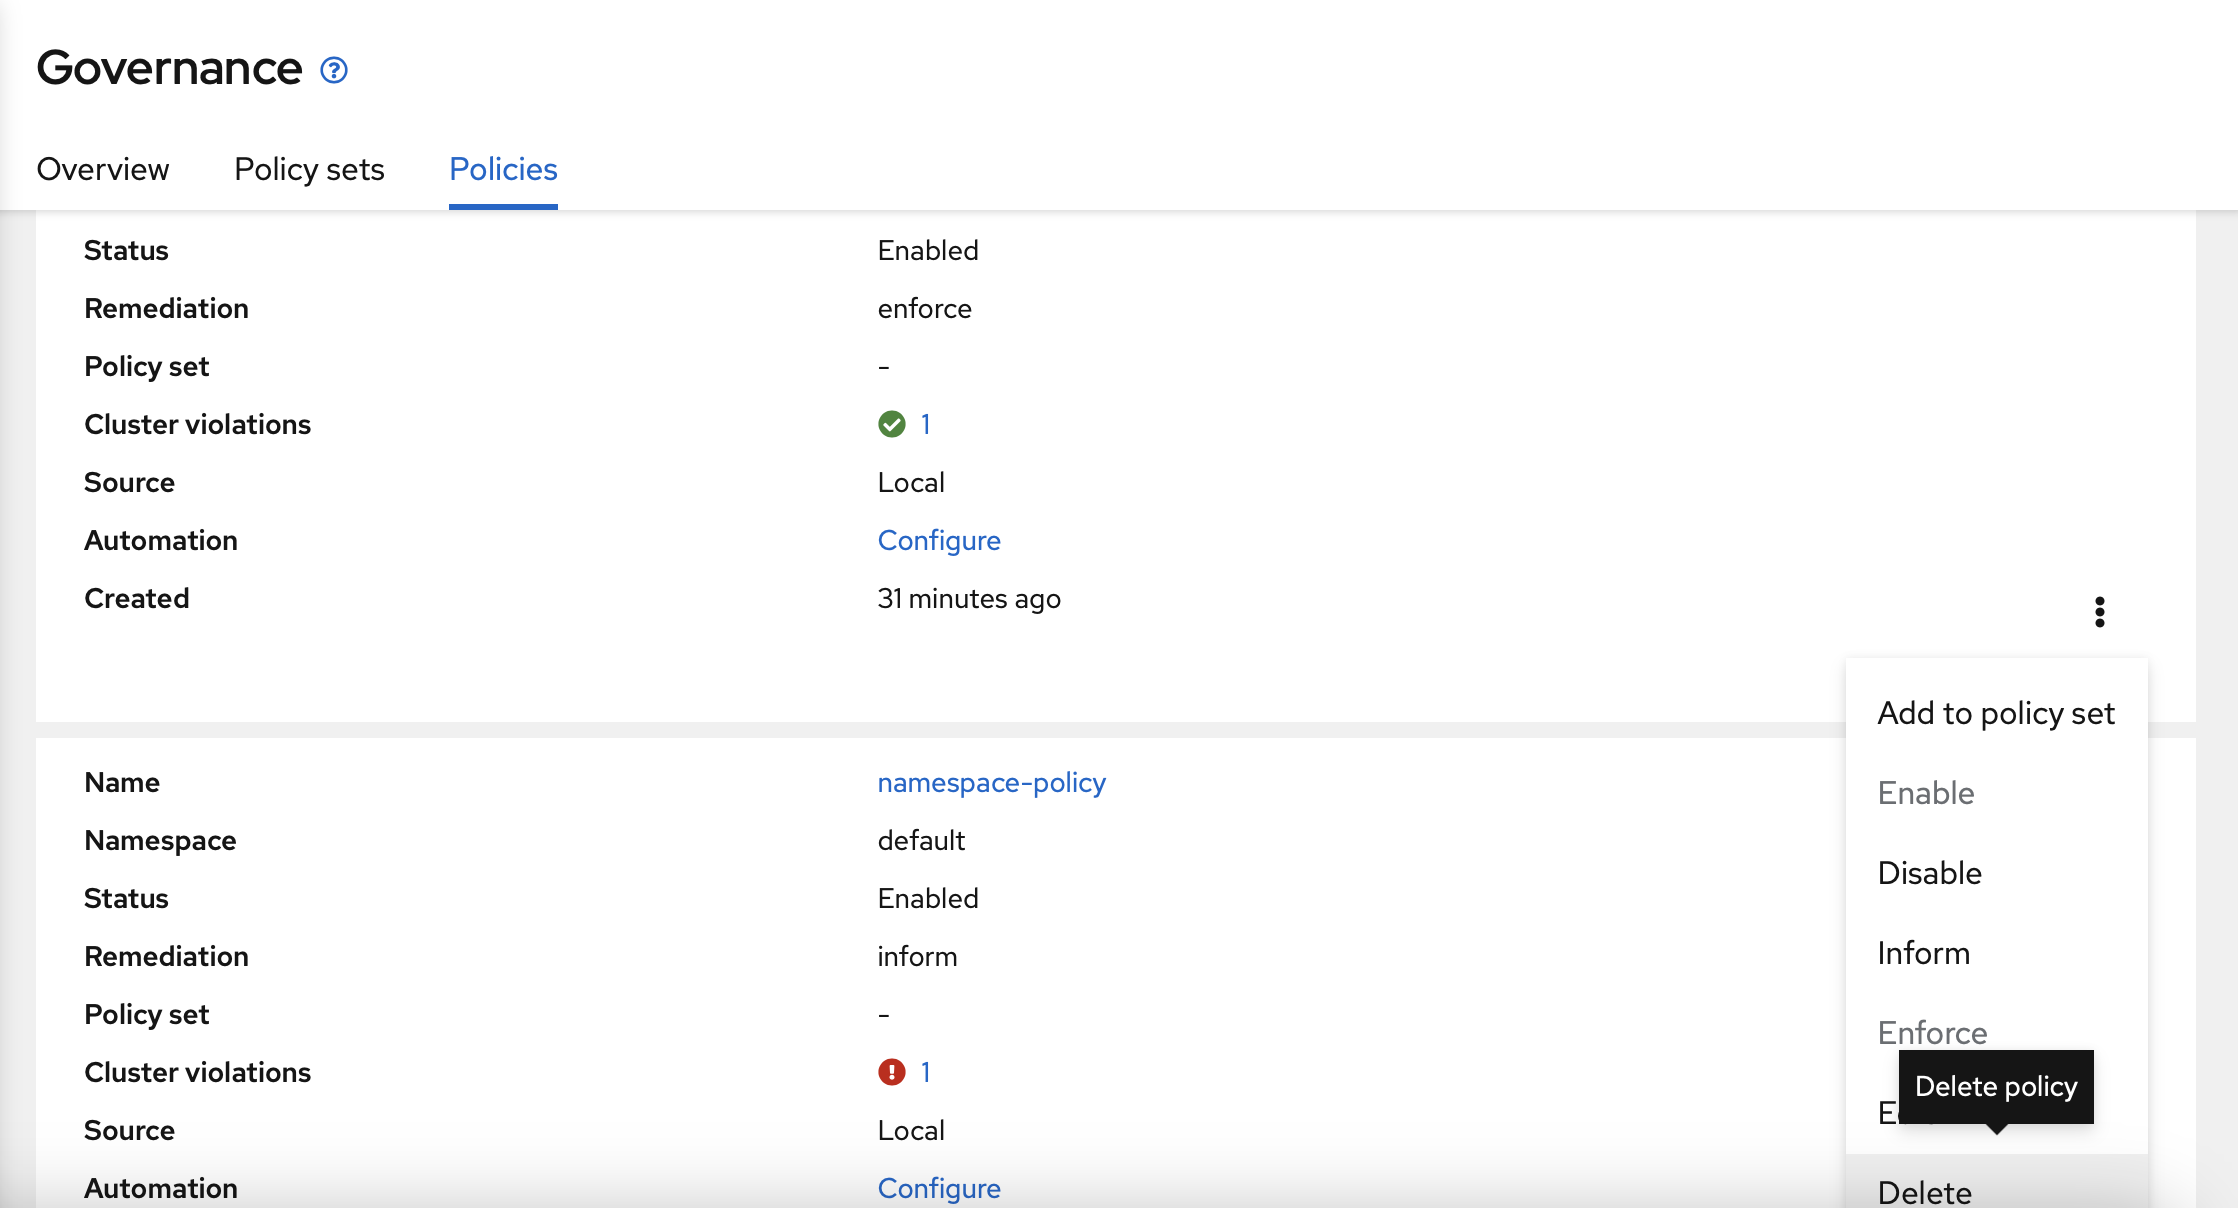 Governance
Overview Policy sets Policies
Status Enabled
Remediation enforce
Policy set -
Cluster violations 1
Source Local
Automation Configure
Created 31 minutes ago
Add to policy set
Name namespace-policy
Enable
Namespace default
Disable
Status Enabled
Inform
Remediation inform
Policy set -
Enforce
Cluster violations 1
Delete policy
Source Local
Automation Configure
Delete